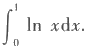 ∫₀¹ ln xdx.